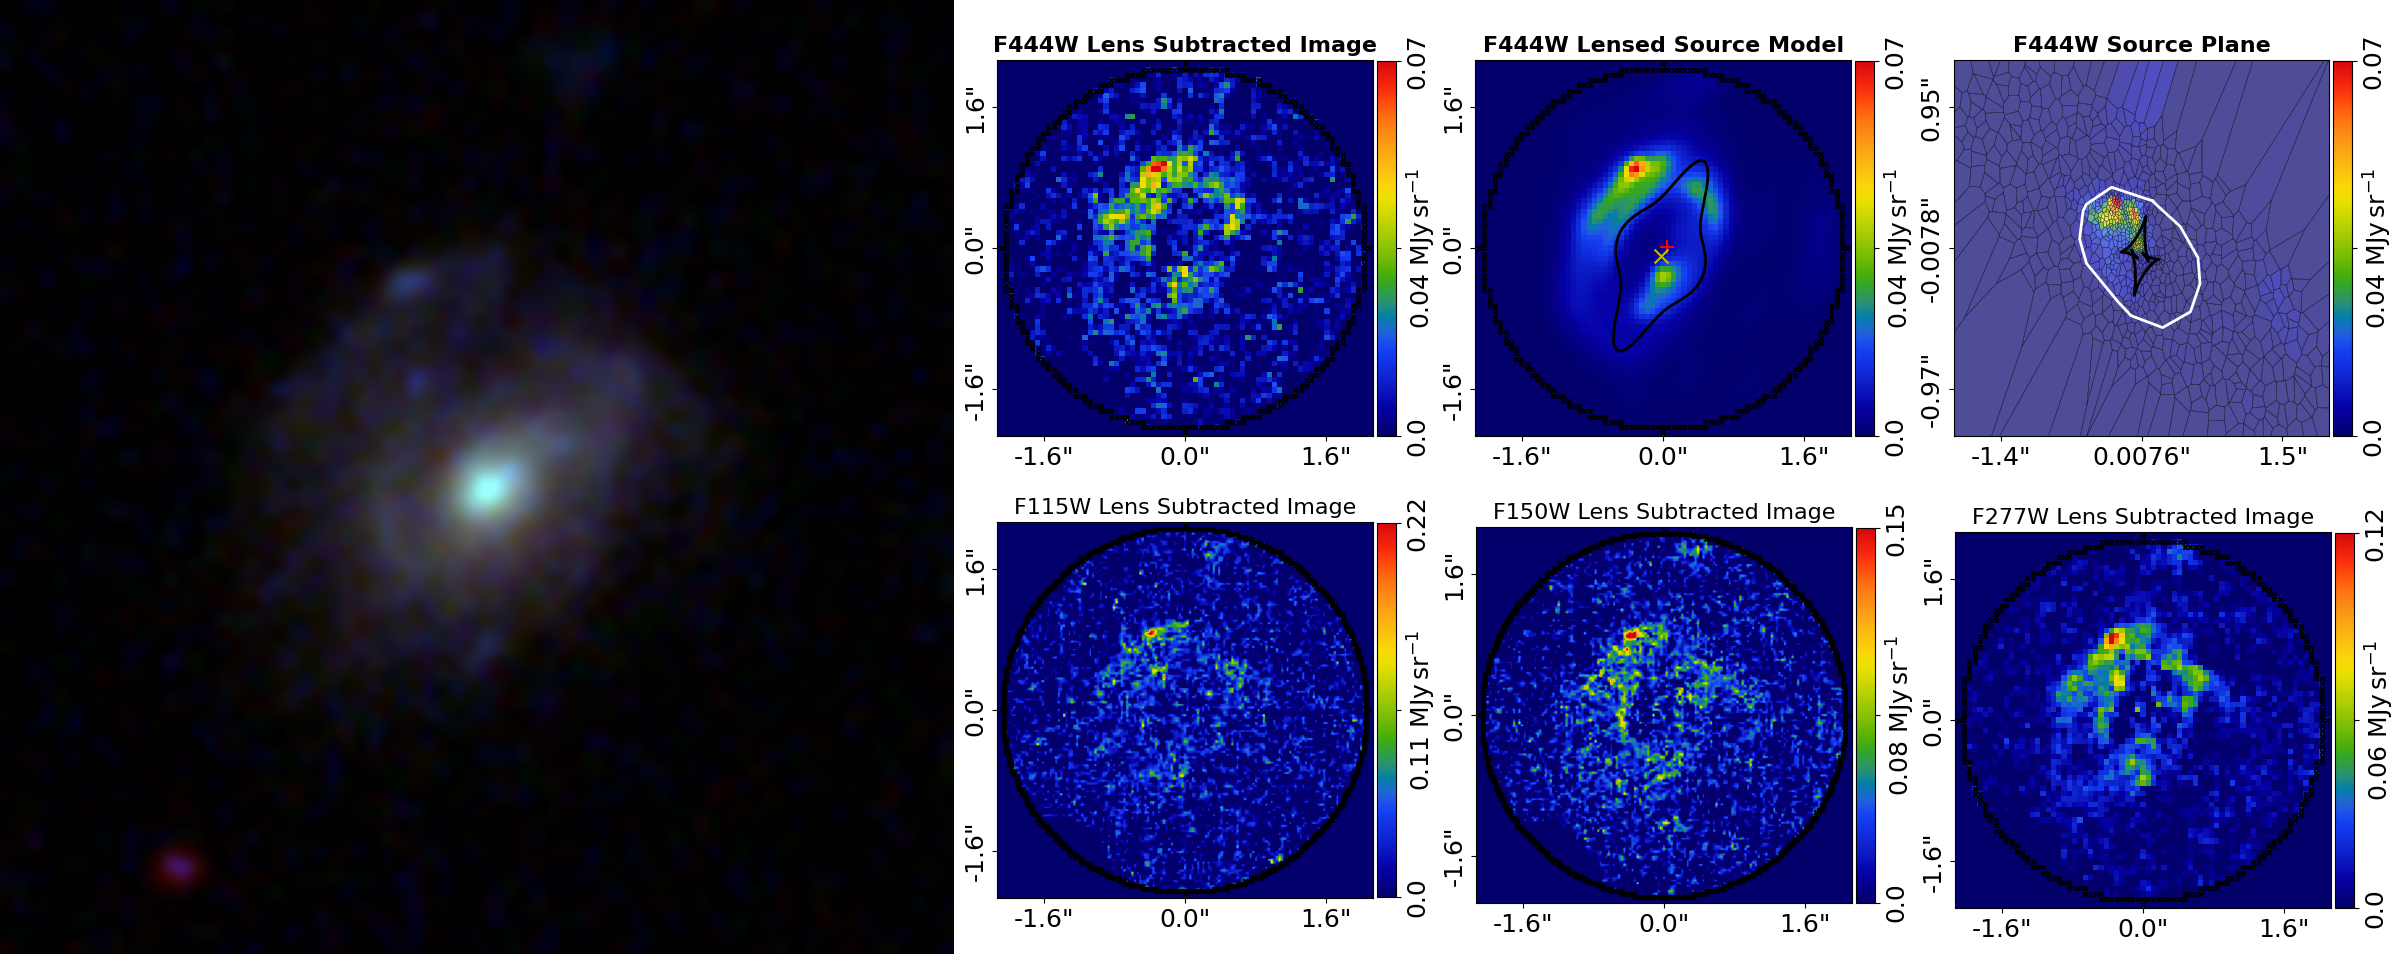 F444W Lens Subtracted Image
1.6"
0.0"
-1.6"
-1.6" 0.0" 1.6"
0.07
0.04 MJy sr−1
0.0
F444W Lensed Source Model
1.6"
0.0"
-1.6"
-1.6" 0.0" 1.6"
0.07
0.04 MJy sr−1
0.0
F444W Source Plane
0.95"
-0.0078"
-0.97"
-1.4" 0.0076" 1.5"
0.07
0.04 MJy sr−1
0.0
F115W Lens Subtracted Image
1.6"
0.0"
-1.6"
-1.6" 0.0" 1.6"
0.22
0.11 MJy sr−1
0.0
F150W Lens Subtracted Image
1.6"
0.0"
-1.6"
-1.6" 0.0" 1.6"
0.15
0.08 MJy sr−1
0.0
F277W Lens Subtracted Image
1.6"
0.0"
-1.6"
-1.6" 0.0" 1.6"
0.12
0.06 MJy sr−1
0.0